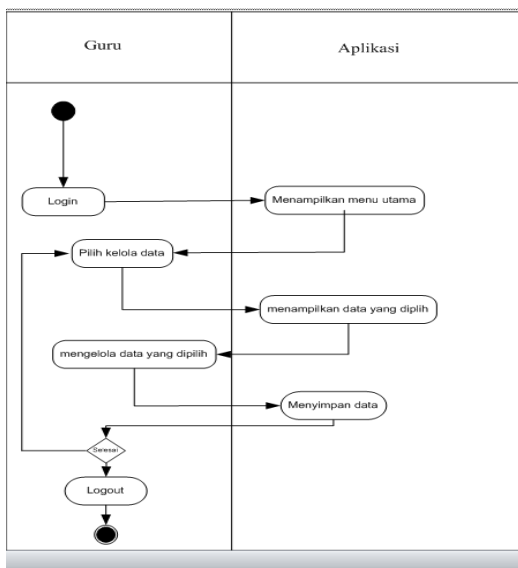 Guru
Aplikasi
Login
Menampilkan menu utama
Pilih kelola data
menampilkan data yang diplih
mengelola data yang dipilih
Menyimpan data
Selesai
Logout